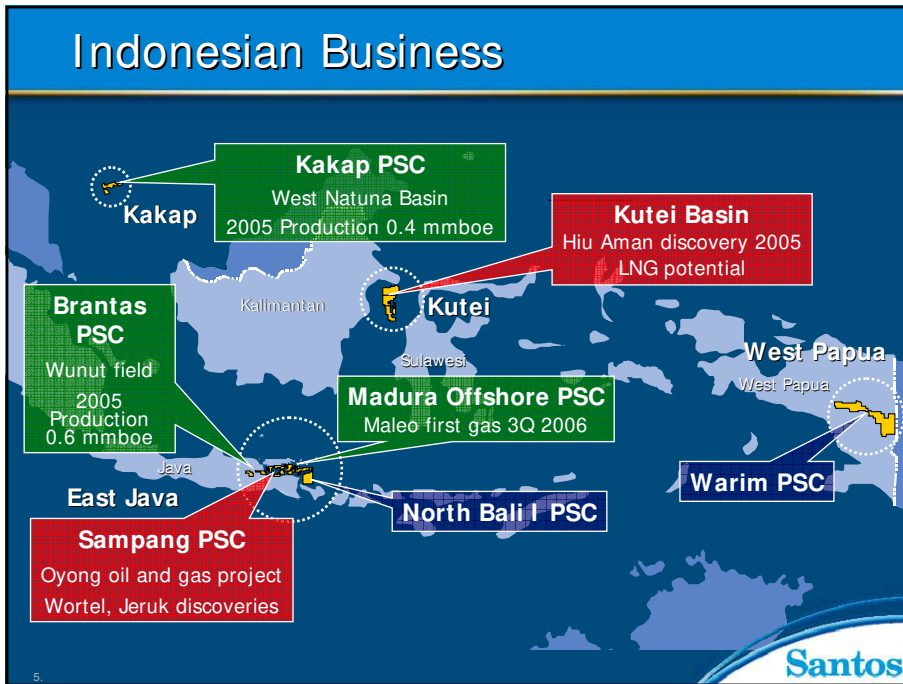 Indonesian Business
Kakap PSC
West Natuna Basin
2005 Production 0.4 mmboe
Kakap
Kutei Basin
Hiu Aman discovery 2005
LNG potential
Brantas
PSC
Wunut field
2005
Production
0.6 mmboe
Kalimantan
Kutei
Sulawesi
West Papua
West Papua
Madura Offshore PSC
Maleo first gas 3Q 2006
Java
East Java
Warim PSC
North Bali I PSC
Sampang PSC
Oyong oil and gas project
Wortel, Jeruk discoveries
5.
Santos